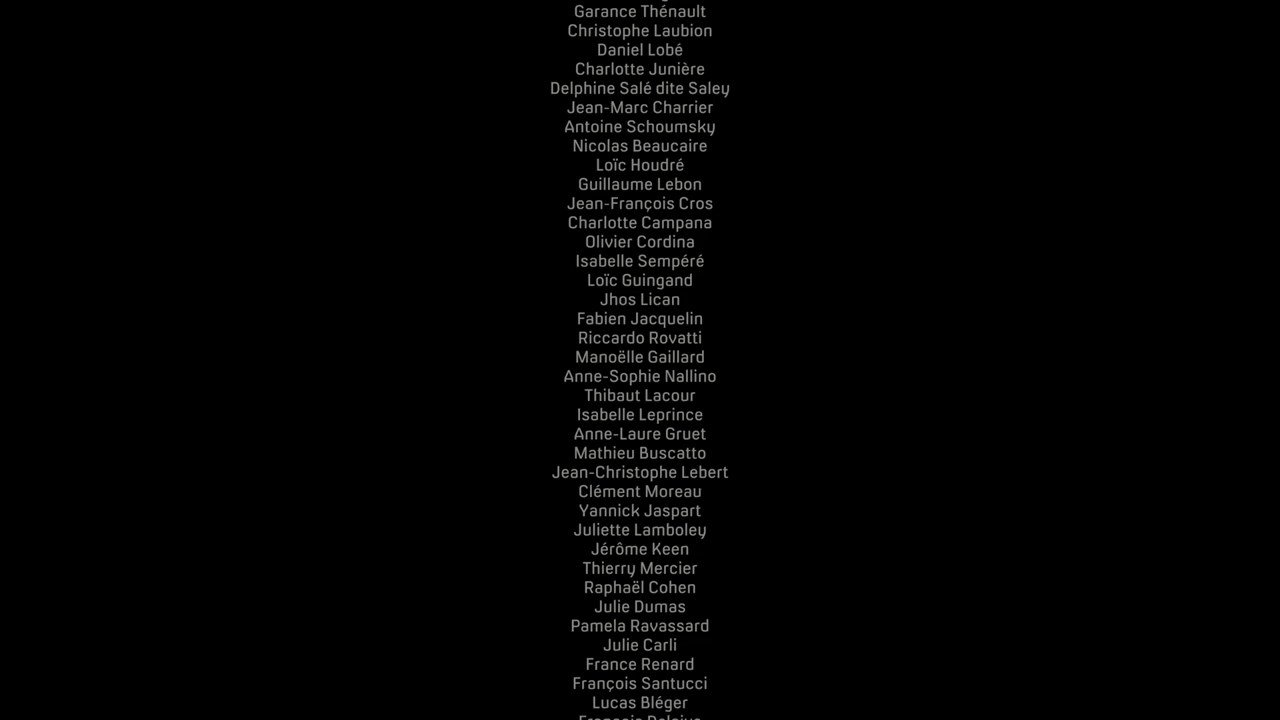 Garance Thénault
Christophe Laubion
Daniel Lobé
Charlotte Junière
Delphine Salé dite Saley
Jean-Marc Charrier
Antoine Schoumsky
Nicolas Beaucaire
Loïc Houdré
Guillaume Lebon
Jean-François Cros
Charlotte Campana
Olivier Cordina
Isabelle Sempéré
Loïc Guingand
Jhos Lican
Fabien Jacquelin
Riccardo Rovatti
Manoëlle Gaillard
Anne-Sophie Nallino
Thibaut Lacour
Isabelle Leprince
Anne-Laure Gruet
Mathieu Buscatto
Jean-Christophe Lebert
Clément Moreau
Yannick Jaspart
Juliette Lamboley
Jérôme Keen
Thierry Mercier
Raphaël Cohen
Julie Dumas
Pamela Ravassard
Julie Carli
France Renard
François Santucci
Lucas Bléger